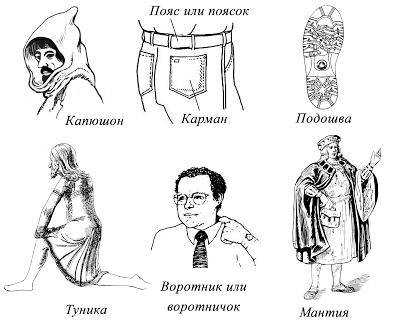 Пояс или поясок
Капюшон
Карман
Подошва
Туника
Воротник или
воротничок
Мантия